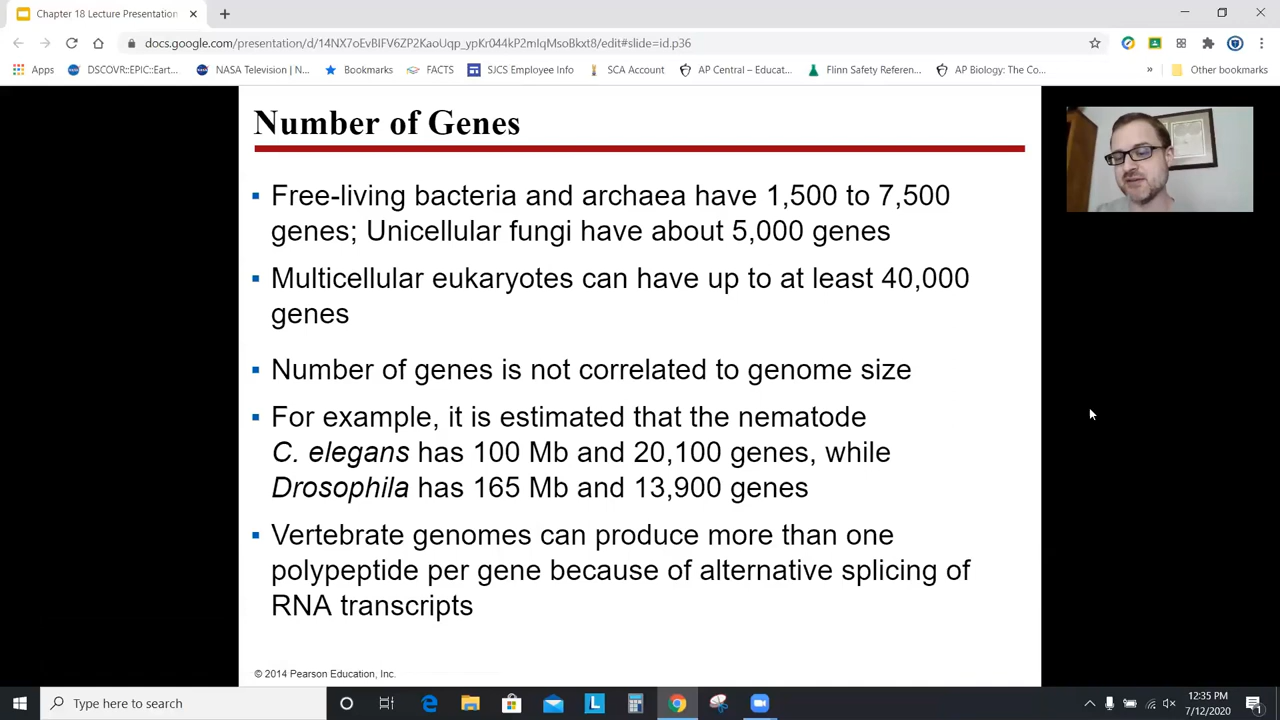 Chapter 18 Lecture Presentation
docs.google.com/presentation/d/14NX7oEvBIFV6ZP2KaoUqp_ypKr044kP2mIqMsoBkxt8/edit#slide=id.p36
Apps DSCOVR::EPIC::Eart... NASA Television | N... Bookmarks FACTS SJCS Employee Info SCA Account AP Central – Educat... Flinn Safety Referen... AP Biology: The Co... » Other bookmarks
Number of Genes
▪ Free-living bacteria and archaea have 1,500 to 7,500
genes; Unicellular fungi have about 5,000 genes
▪ Multicellular eukaryotes can have up to at least 40,000
genes
▪ Number of genes is not correlated to genome size
▪ For example, it is estimated that the nematode
C. elegans has 100 Mb and 20,100 genes, while
Drosophila has 165 Mb and 13,900 genes
▪ Vertebrate genomes can produce more than one
polypeptide per gene because of alternative splicing of
RNA transcripts
© 2014 Pearson Education, Inc.
Type here to search
12:35 PM
7/12/2020